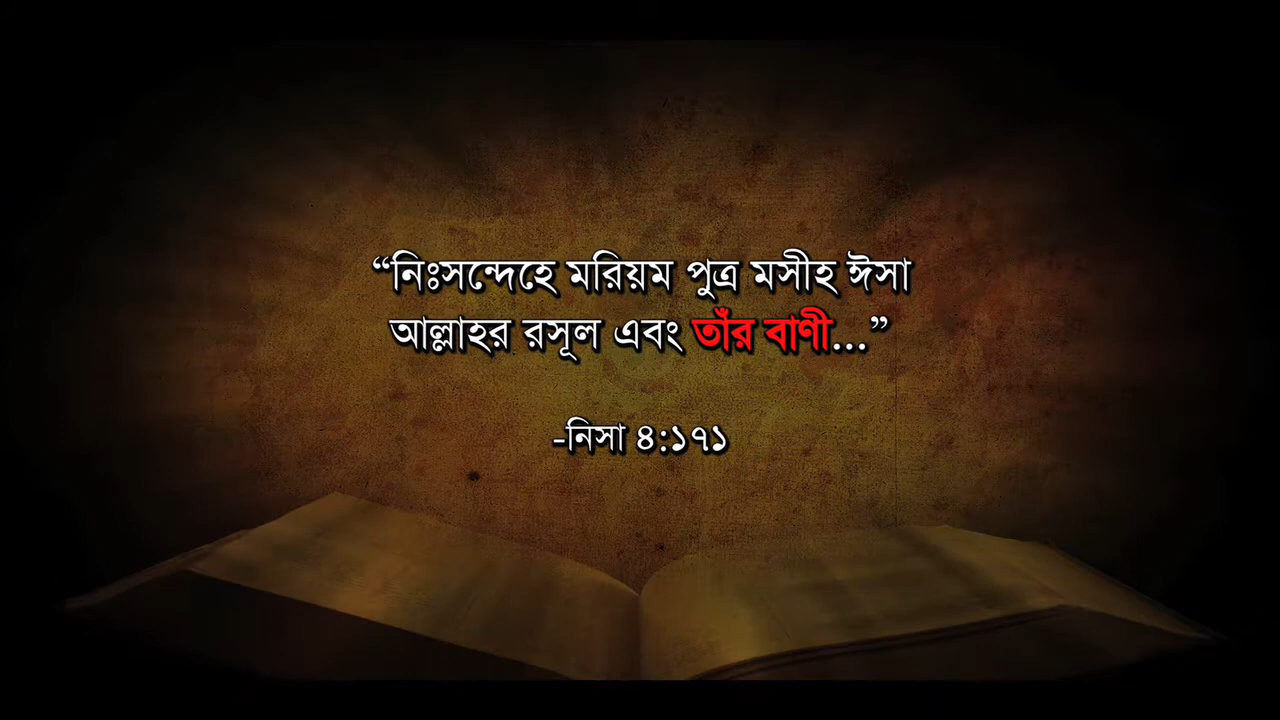 “নিঃসন্দেহে মরিয়ম পুত্র মসীহ ঈসা
আল্লাহর রসূল এবং তাঁর বাণী...”
-নিসা ৪:১৭১